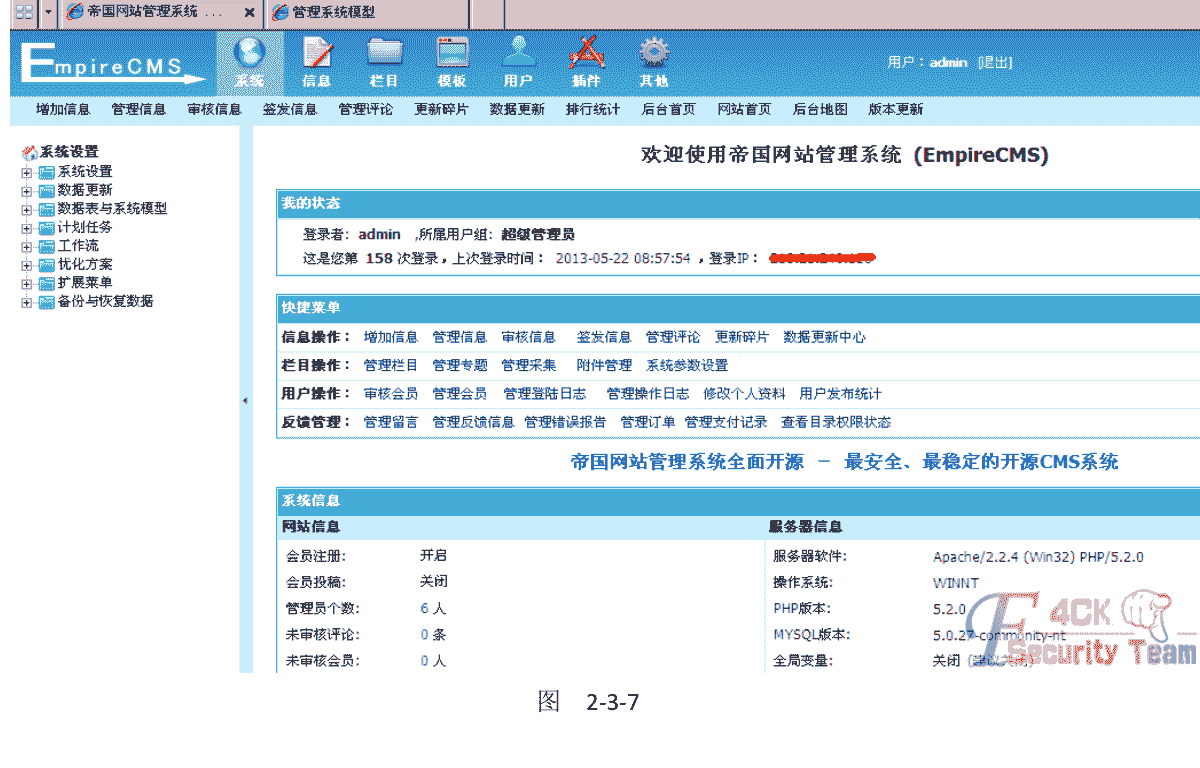 帝国网站管理系统 ...
管理系统模型
EmpireCMS
系统
信息
栏目
模板
用户
插件
其他
用户：admin [退出]
增加信息 管理信息 审核信息 签发信息 管理评论 更新碎片 数据更新 排行统计 后台首页 网站首页 后台地图 版本更新
系统设置
系统设置
数据更新
数据表与系统模型
计划任务
工作流
优化方案
扩展菜单
备份与恢复数据
欢迎使用帝国网站管理系统 (EmpireCMS)
我的状态
登录者: admin ,所属用户组: 超级管理员
这是您第 158 次登录，上次登录时间： 2013-05-22 08:57:54 ，登录IP：
快捷菜单
信息操作： 增加信息 管理信息 审核信息 签发信息 管理评论 更新碎片 数据更新中心
栏目操作： 管理栏目 管理专题 管理采集 附件管理 系统参数设置
用户操作： 审核会员 管理会员 管理登陆日志 管理操作日志 修改个人资料 用户发布统计
反馈管理： 管理留言 管理反馈信息 管理错误报告 管理订单 管理支付记录 查看目录权限状态
帝国网站管理系统全面开源 － 最安全、最稳定的开源CMS系统
系统信息
网站信息
会员注册: 开启
会员投稿: 关闭
管理员个数: 6 人
未审核评论: 0 条
未审核会员: 0 人
服务器信息
服务器软件: Apache/2.2.4 (Win32) PHP/5.2.0
操作系统: WINNT
PHP版本: 5.2.0
MYSQL版本: 5.0.27-community-nt
全局变量: 关闭 (建议关闭)
F4CK
Security Team
图 2-3-7